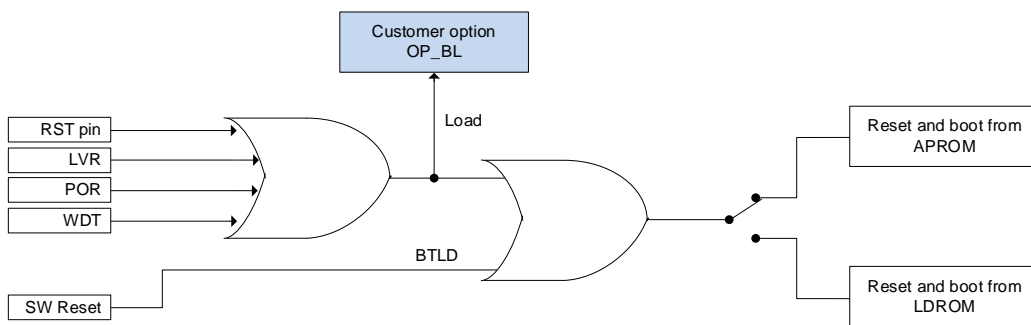 Customer option
OP_BL
Load
RST pin
LVR
POR
WDT
SW Reset
BTLD
Reset and boot from
APROM
Reset and boot from
LDROM